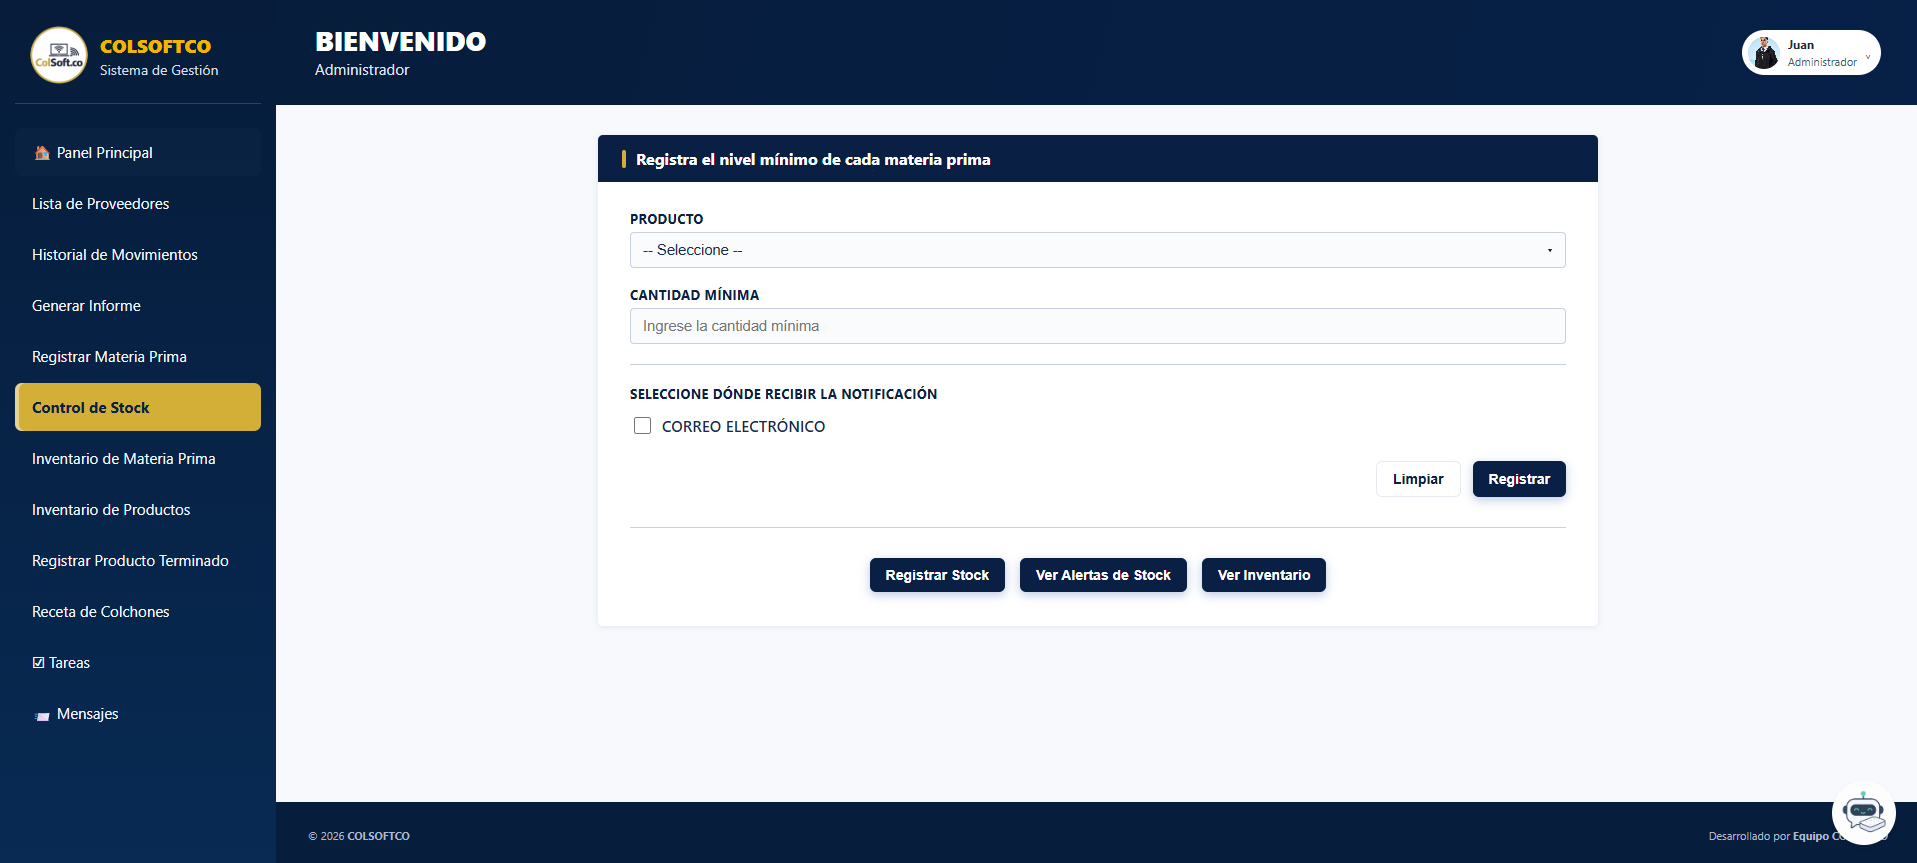 ColSoft.co
COLSOFTCO
Sistema de Gestión
BIENVENIDO
Administrador
Juan
Administrador
Panel Principal
Lista de Proveedores
Historial de Movimientos
Generar Informe
Registrar Materia Prima
Control de Stock
Inventario de Materia Prima
Inventario de Productos
Registrar Producto Terminado
Receta de Colchones
Tareas
Mensajes
Registra el nivel mínimo de cada materia prima
PRODUCTO
-- Seleccione --
CANTIDAD MÍNIMA
Ingrese la cantidad mínima
SELECCIONE DÓNDE RECIBIR LA NOTIFICACIÓN
CORREO ELECTRÓNICO
Limpiar
Registrar
Registrar Stock
Ver Alertas de Stock
Ver Inventario
© 2026 COLSOFTCO
Desarrollado por Equipo